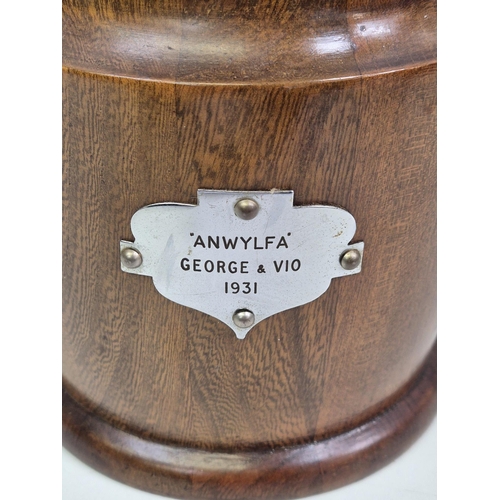 "ANWYLFA"
GEORGE & VIO
1931